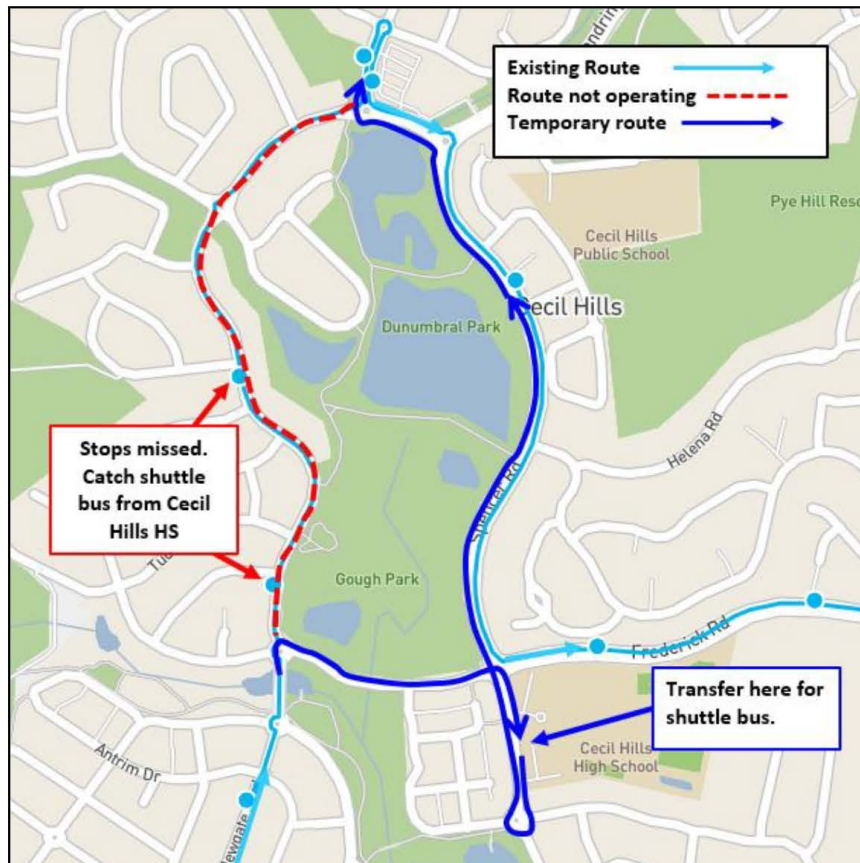 Existing Route
Route not operating
Temporary route
Pye Hill Rese
Cecil Hills
Public School
Cecil Hills
Dunumbral Park
Stops missed.
Catch shuttle
bus from Cecil
Hills HS
Helena Rd
Spencer Rd
Gough Park
Frederick Rd
Transfer here for
shuttle bus.
Cecil Hills
High School
Antrim Dr